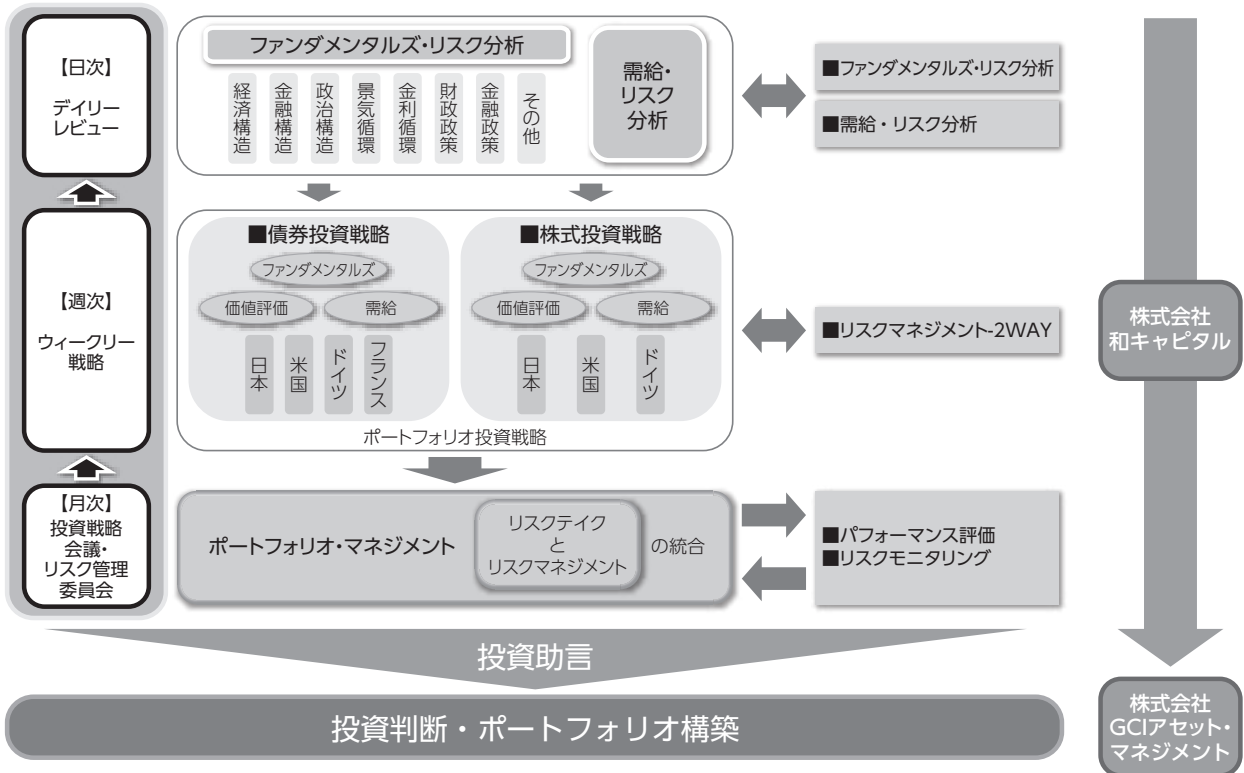 【日次】
デイリー
レビュー
ファンダメンタルズ・リスク分析
経済構造
金融構造
政治構造
景気循環
金利循環
財政政策
金融政策
その他
需給・
リスク
分析
■ファンダメンタルズ・リスク分析
■需給・リスク分析
【週次】
ウィークリー
戦略
■債券投資戦略
ファンダメンタルズ
価値評価
需給
日本
米国
ドイツ
フランス
■株式投資戦略
ファンダメンタルズ
価値評価
需給
日本
米国
ドイツ
ポートフォリオ投資戦略
■リスクマネジメント-2WAY
株式会社
和キャピタル
【月次】
投資戦略
会議・
リスク管理
委員会
ポートフォリオ・マネジメント
リスクテイク
と
リスクマネジメント
の統合
■パフォーマンス評価
■リスクモニタリング
投資助言
投資判断・ポートフォリオ構築
株式会社
GCIアセット・
マネジメント